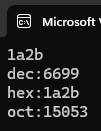 Microsoft V
1a2b
dec:6699
hex:1a2b
oct:15053